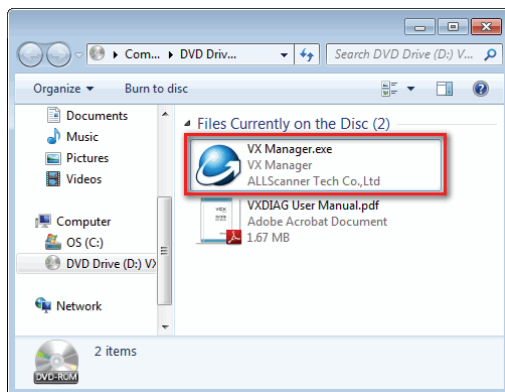 Com... DVD Driv... Search DVD Drive (D:) V...
Organize Burn to disc
Documents
Music
Pictures
Videos
Computer
OS (C:)
DVD Drive (D:) VX
Network
Files Currently on the Disc (2)
VX Manager.exe
VX Manager
ALLScanner Tech Co.,Ltd
VXDIAG User Manual.pdf
Adobe Acrobat Document
1.67 MB
2 items
DVD-ROM